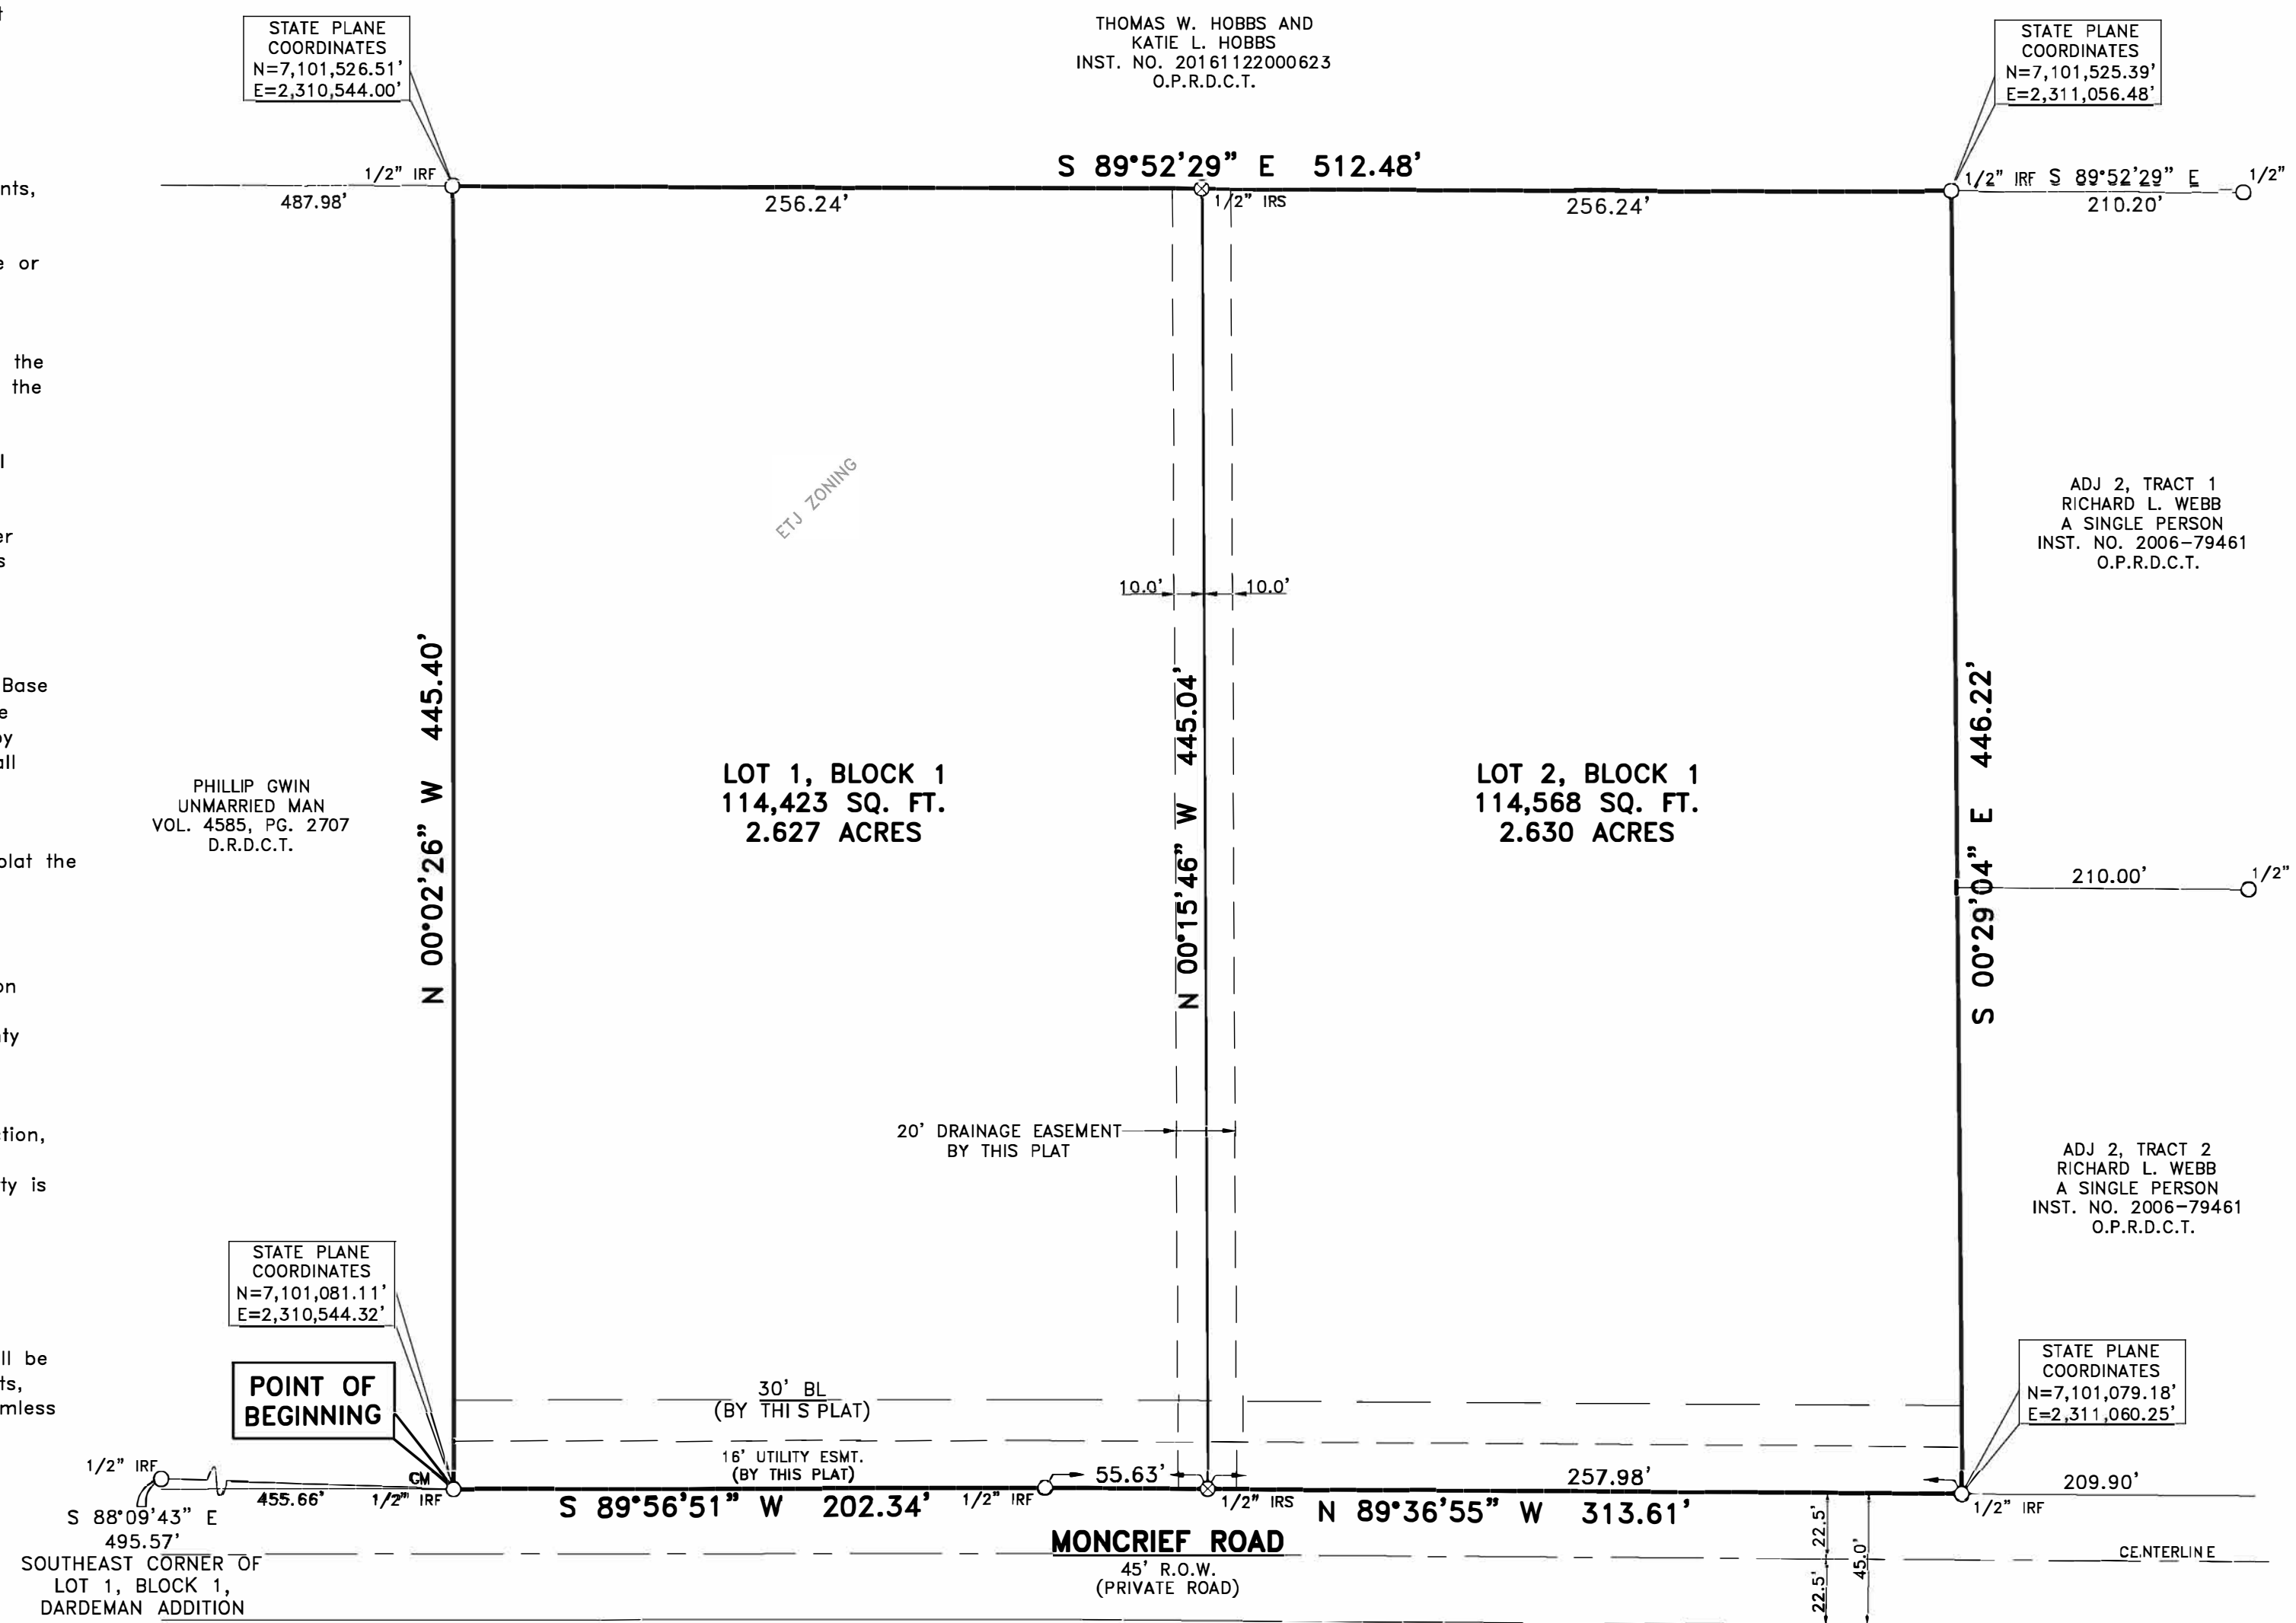 STATE PLANE
COORDINATES
N=7,101,526.51'
E=2,310,544.00'
THOMAS W. HOBBS AND
KATIE L. HOBBS
INST. NO. 20161122000623
O.P.R.D.C.T.
STATE PLANE
COORDINATES
N=7,101,525.39'
E=2,311,056.48'
S 89°52'29" E 512.48'
1/2" IRF
487.98'
256.24'
1/2" IRS
256.24'
1/2" IRF S 89°52'29" E
210.20'
1/2"
nts,
e or
the
the
er
s
Base
e
by
all
plat the
on
nty
ction,
ty is
ll be
ts,
mless
ETJ ZONING
ADJ 2, TRACT 1
RICHARD L. WEBB
A SINGLE PERSON
INST. NO. 2006-79461
O.P.R.D.C.T.
10.0'
10.0'
N 00°02'26" W 445.40'
N 00°15'46" W 445.04'
S 00°29'04" E 446.22'
PHILLIP GWIN
UNMARRIED MAN
VOL. 4585, PG. 2707
D.R.D.C.T.
LOT 1, BLOCK 1
114,423 SQ. FT.
2.627 ACRES
LOT 2, BLOCK 1
114,568 SQ. FT.
2.630 ACRES
210.00'
1/2"
20' DRAINAGE EASEMENT
BY THIS PLAT
ADJ 2, TRACT 2
RICHARD L. WEBB
A SINGLE PERSON
INST. NO. 2006-79461
O.P.R.D.C.T.
STATE PLANE
COORDINATES
N=7,101,081.11'
E=2,310,544.32'
POINT OF
BEGINNING
STATE PLANE
COORDINATES
N=7,101,079.18'
E=2,311,060.25'
30' BL
(BY THIS PLAT)
16' UTILITY ESMT.
(BY THIS PLAT)
1/2" IRF
455.66'
CM
1/2" IRF
S 89°56'51" W 202.34'
1/2" IRF
55.63'
1/2" IRS
257.98'
N 89°36'55" W 313.61'
1/2" IRF
209.90'
S 88°09'43" E
495.57'
SOUTHEAST CORNER OF
LOT 1, BLOCK 1,
DARDEMAN ADDITION
MONCRIEF ROAD
45' R.O.W.
(PRIVATE ROAD)
22.5'
22.5'
45.0'
CENTERLINE